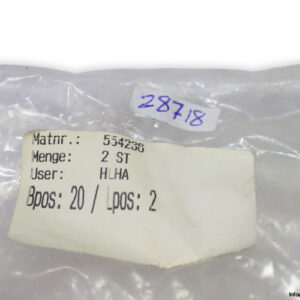 28718
Matnr.: 554236
Menge: 2 ST
User: HLHA
Bpos: 20 / Lpos: 2